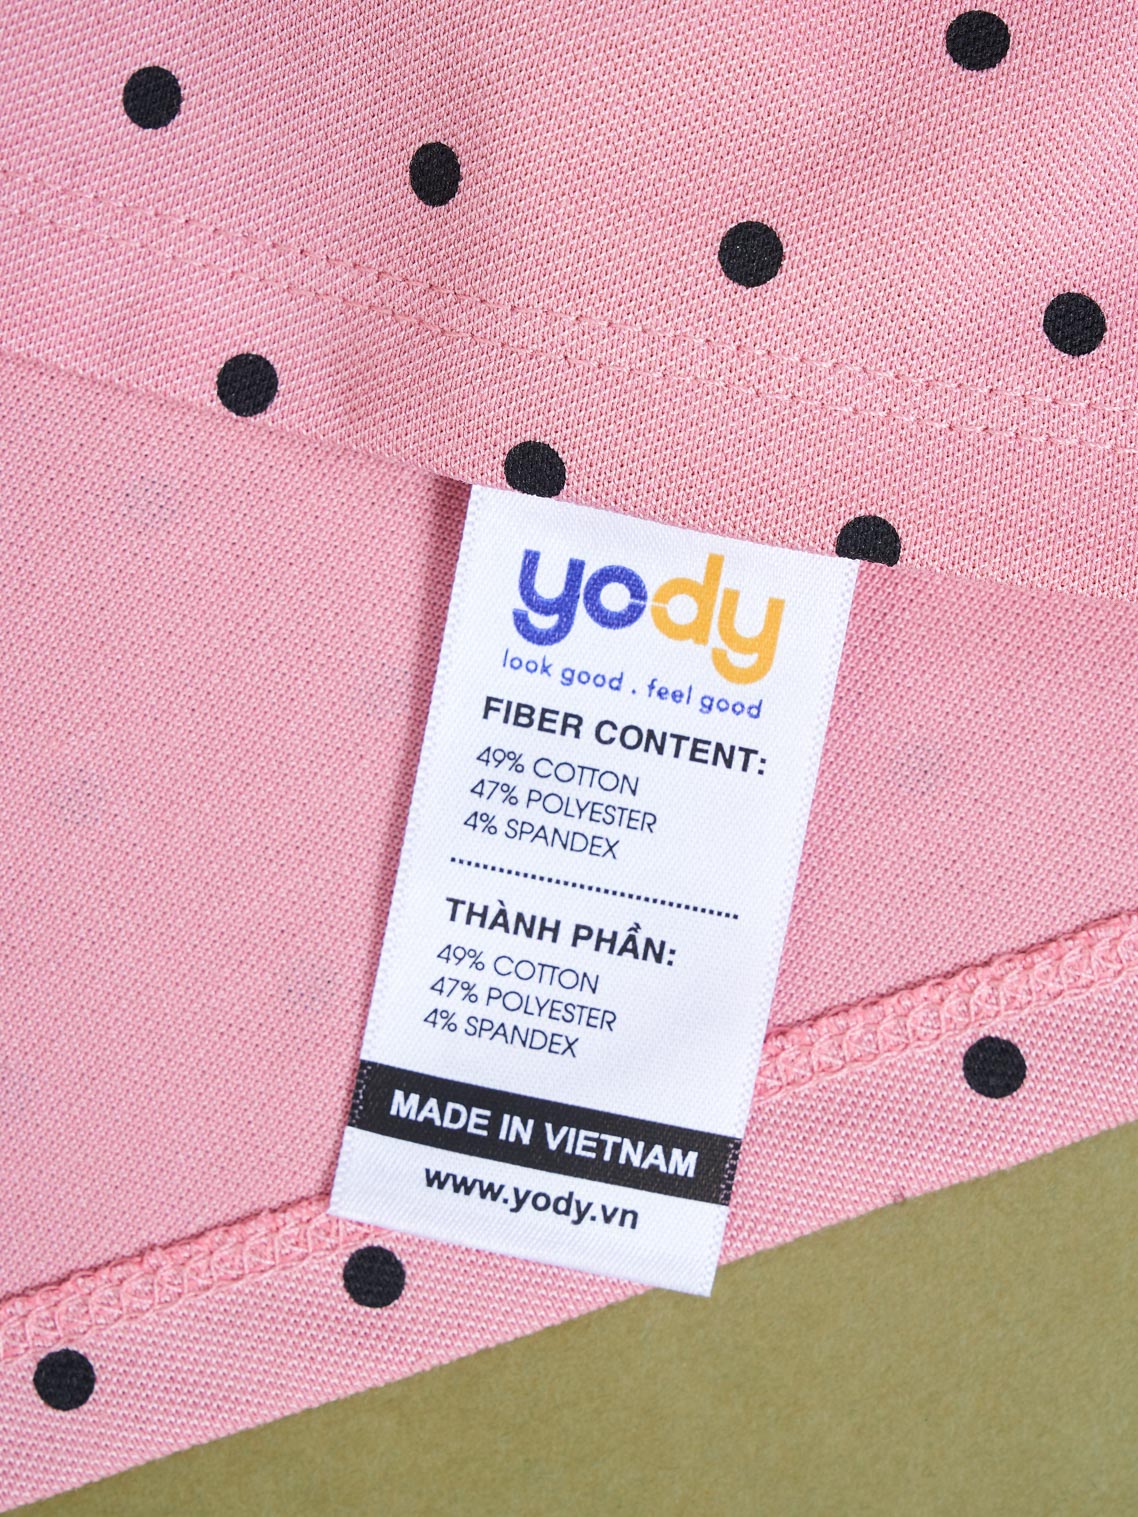 yody
look good . feel good
FIBER CONTENT:
49% COTTON
47% POLYESTER
4% SPANDEX
THÀNH PHẦN:
49% COTTON
47% POLYESTER
4% SPANDEX
MADE IN VIETNAM
www.yody.vn